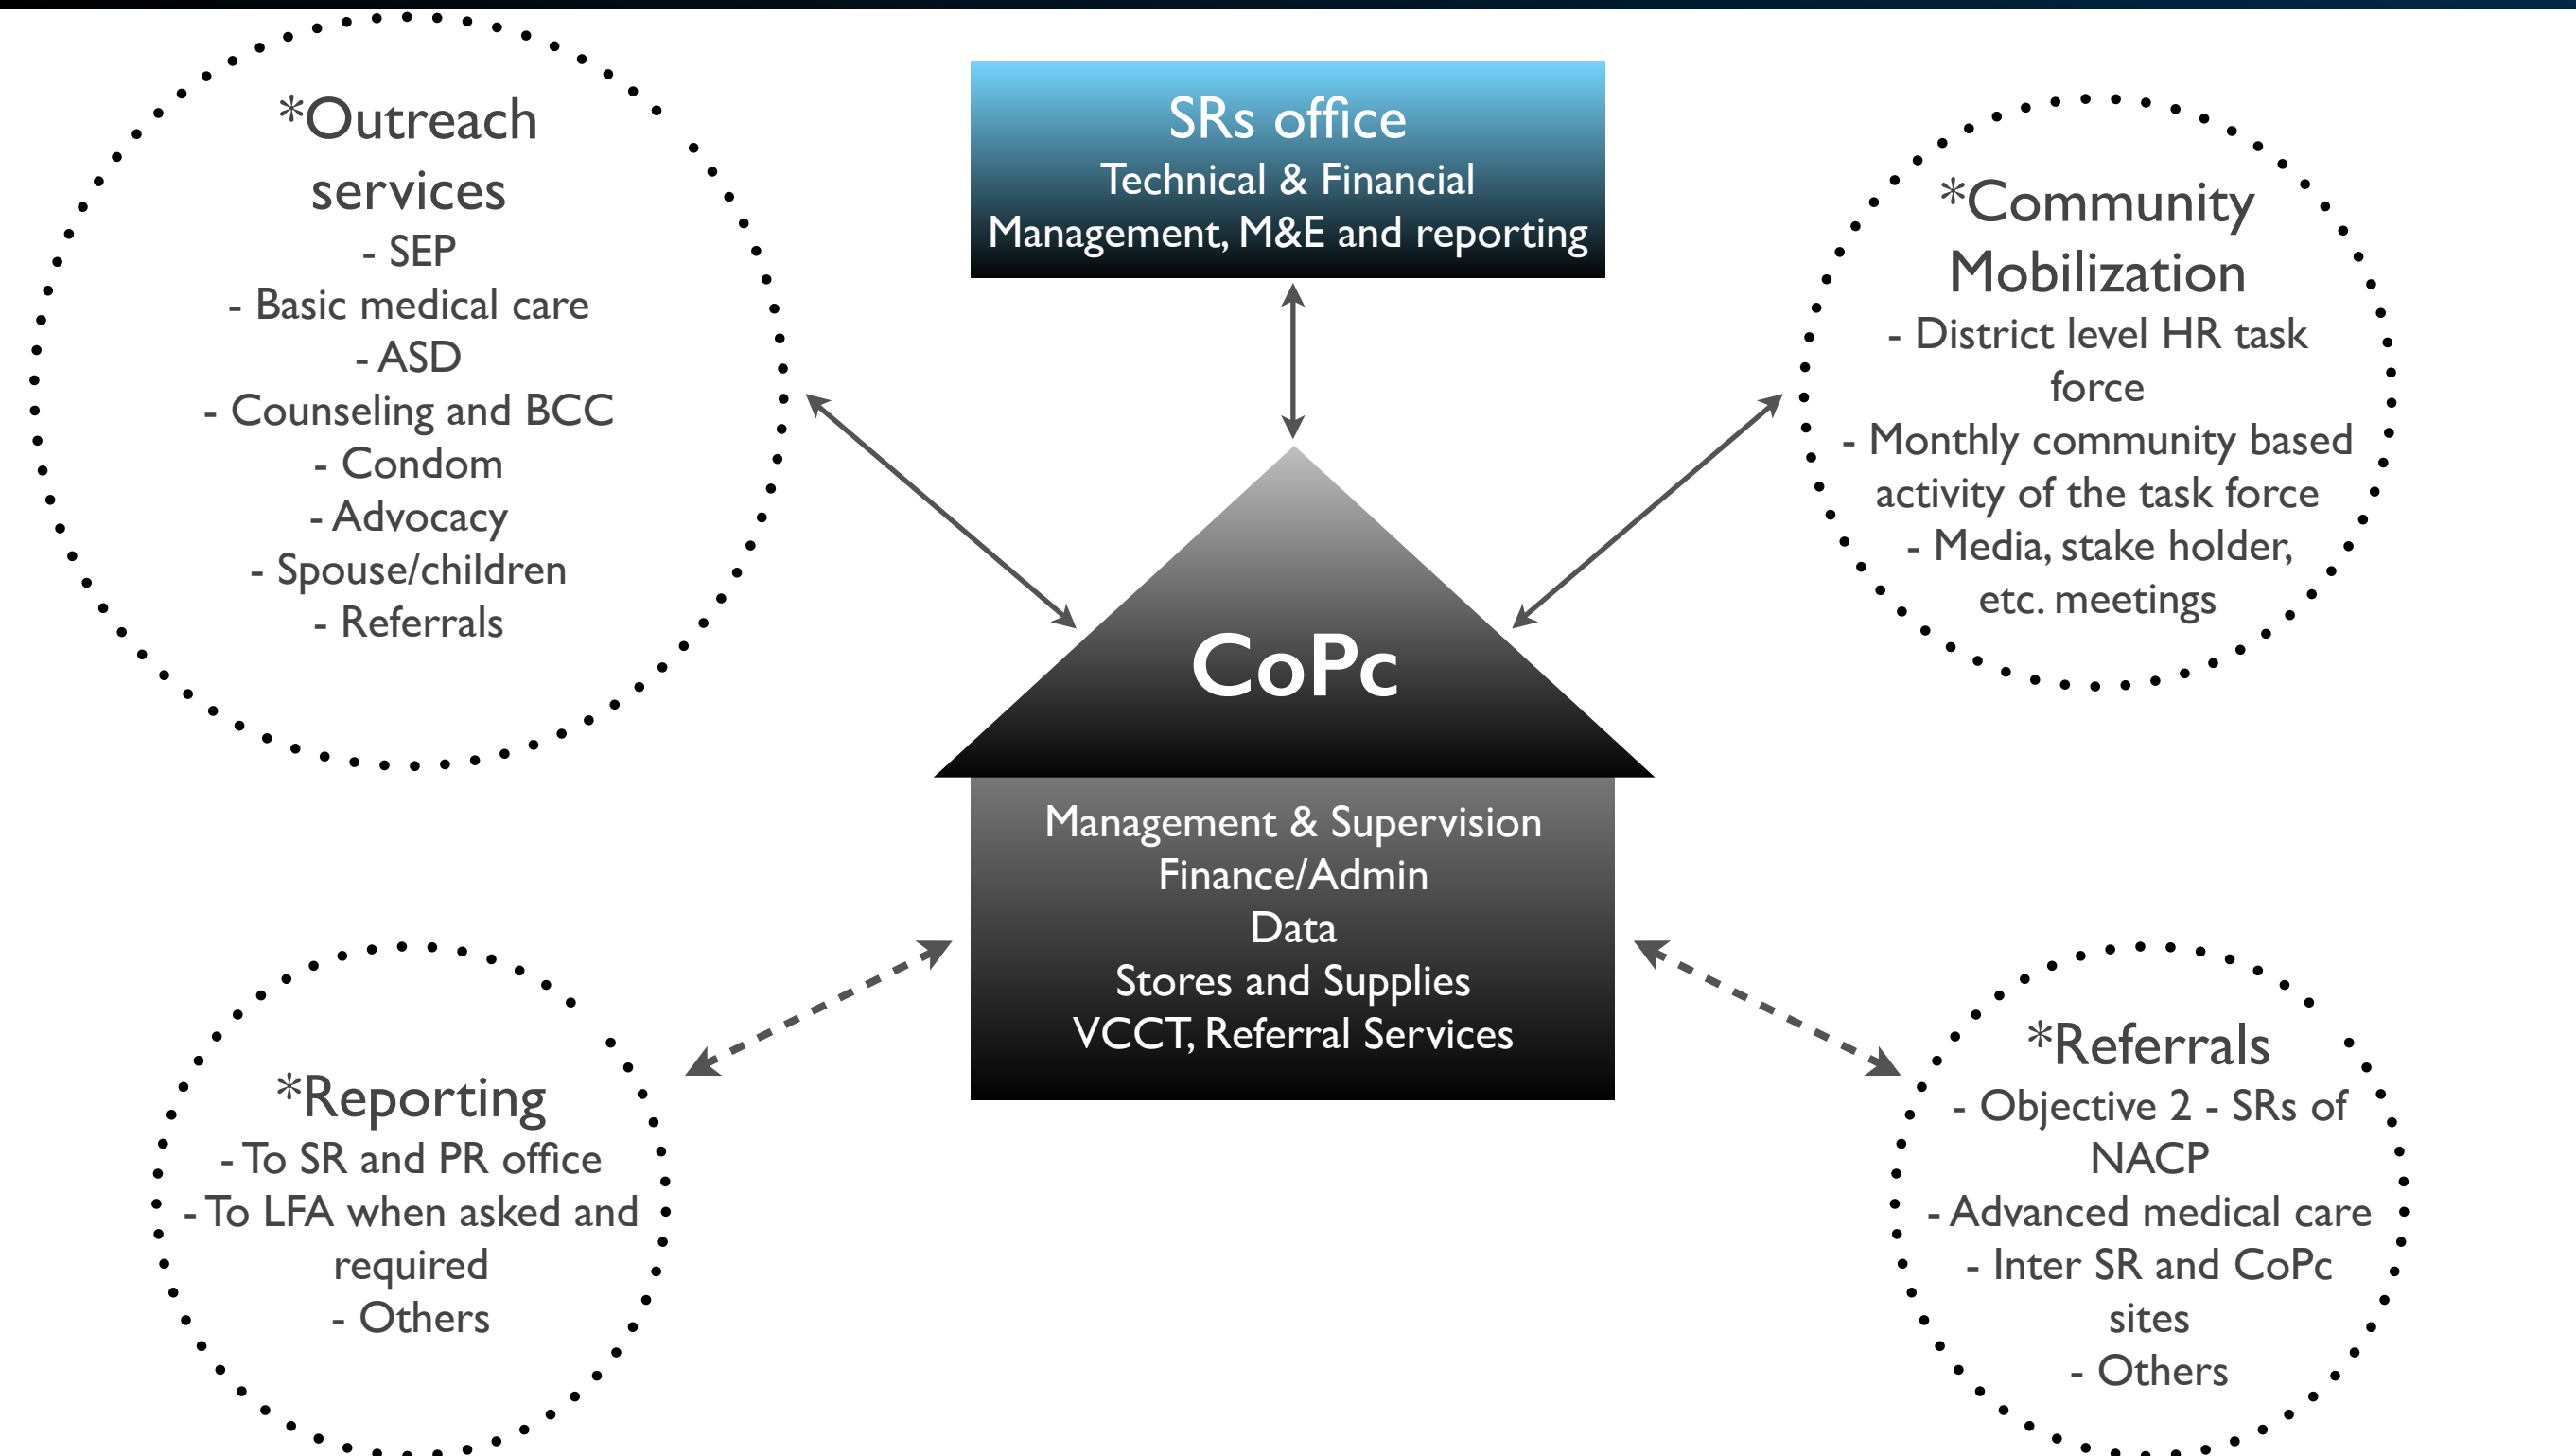 *Outreach
services
- SEP
- Basic medical care
- ASD
- Counseling and BCC
- Condom
- Advocacy
- Spouse/children
- Referrals
SRs office
Technical & Financial
Management, M&E and reporting
*Community
Mobilization
- District level HR task
force
- Monthly community based
activity of the task force
- Media, stake holder,
etc. meetings
CoPc
Management & Supervision
Finance/Admin
Data
Stores and Supplies
VCCT, Referral Services
*Reporting
- To SR and PR office
- To LFA when asked and
required
- Others
*Referrals
- Objective 2 - SRs of
NACP
- Advanced medical care
- Inter SR and CoPc
sites
- Others